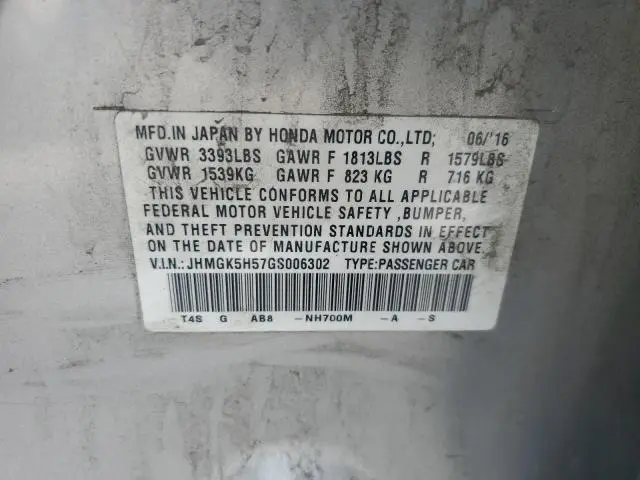 MFD.IN JAPAN BY HONDA MOTOR CO.,LTD; 06/'16
GVWR 3393LBS GAWR F 1813LBS R 1579LBS
GVWR 1539KG GAWR F 823 KG R 716 KG
THIS VEHICLE CONFORMS TO ALL APPLICABLE
FEDERAL MOTOR VEHICLE SAFETY ,BUMPER,
AND THEFT PREVENTION STANDARDS IN EFFECT
ON THE DATE OF MANUFACTURE SHOWN ABOVE.
V.I.N.: JHMGK5H57GS006302 TYPE:PASSENGER CAR
T4S G AB8 -NH700M -A -S